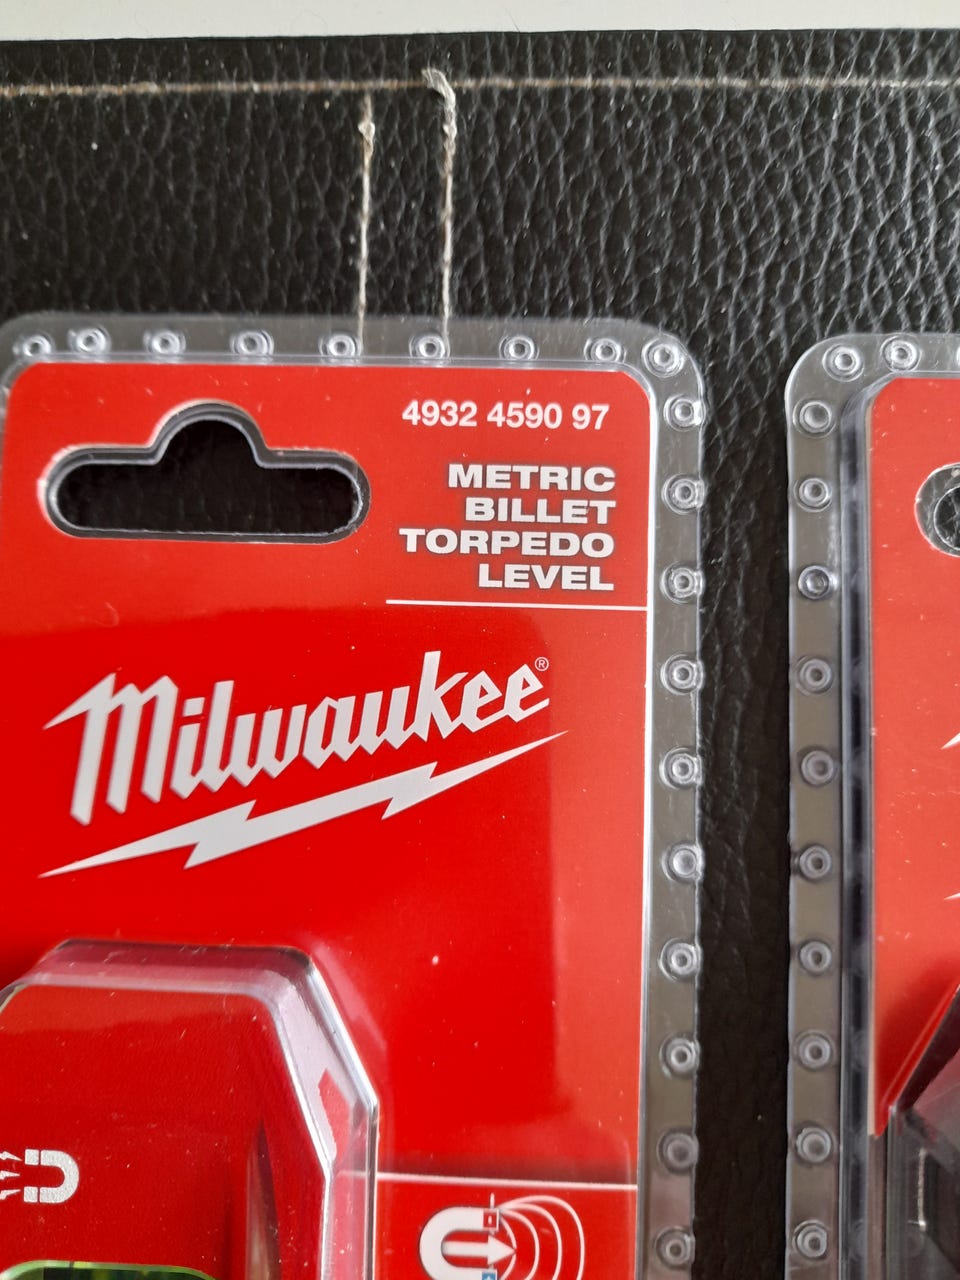 4932 4590 97
METRIC
BILLET
TORPEDO
LEVEL
Milwaukee®